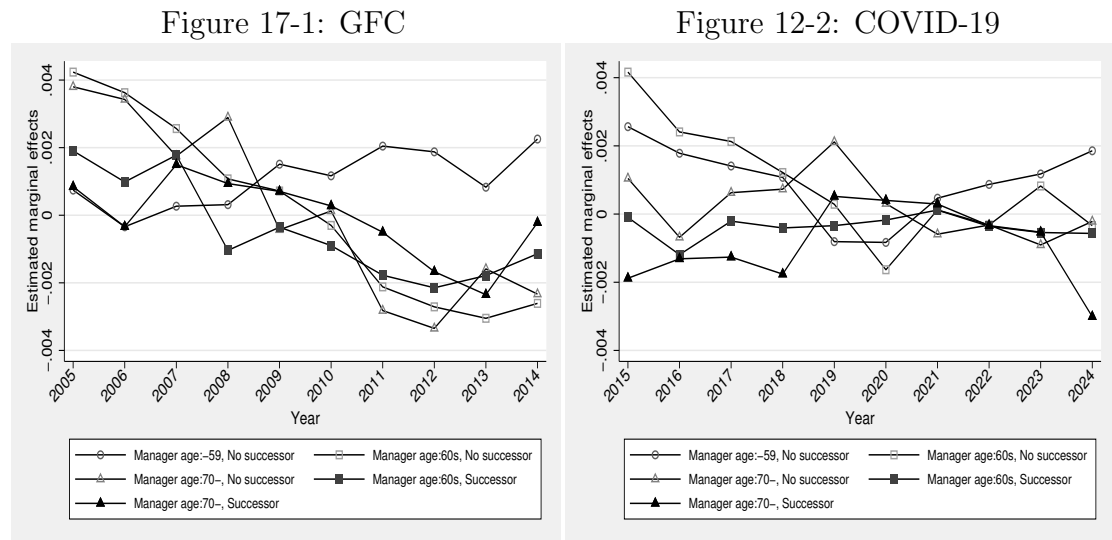 Figure 17-1: GFC
Estimated marginal effects
.004
.002
0
−.002
−.004
2005 2006 2007 2008 2009 2010 2011 2012 2013 2014
Year
Manager age:−59, No successor
Manager age:60s, No successor
Manager age:70−, No successor
Manager age:60s, Successor
Manager age:70−, Successor
Figure 12-2: COVID-19
Estimated marginal effects
.004
.002
0
−.002
−.004
2015 2016 2017 2018 2019 2020 2021 2022 2023 2024
Year
Manager age:−59, No successor
Manager age:60s, No successor
Manager age:70−, No successor
Manager age:60s, Successor
Manager age:70−, Successor